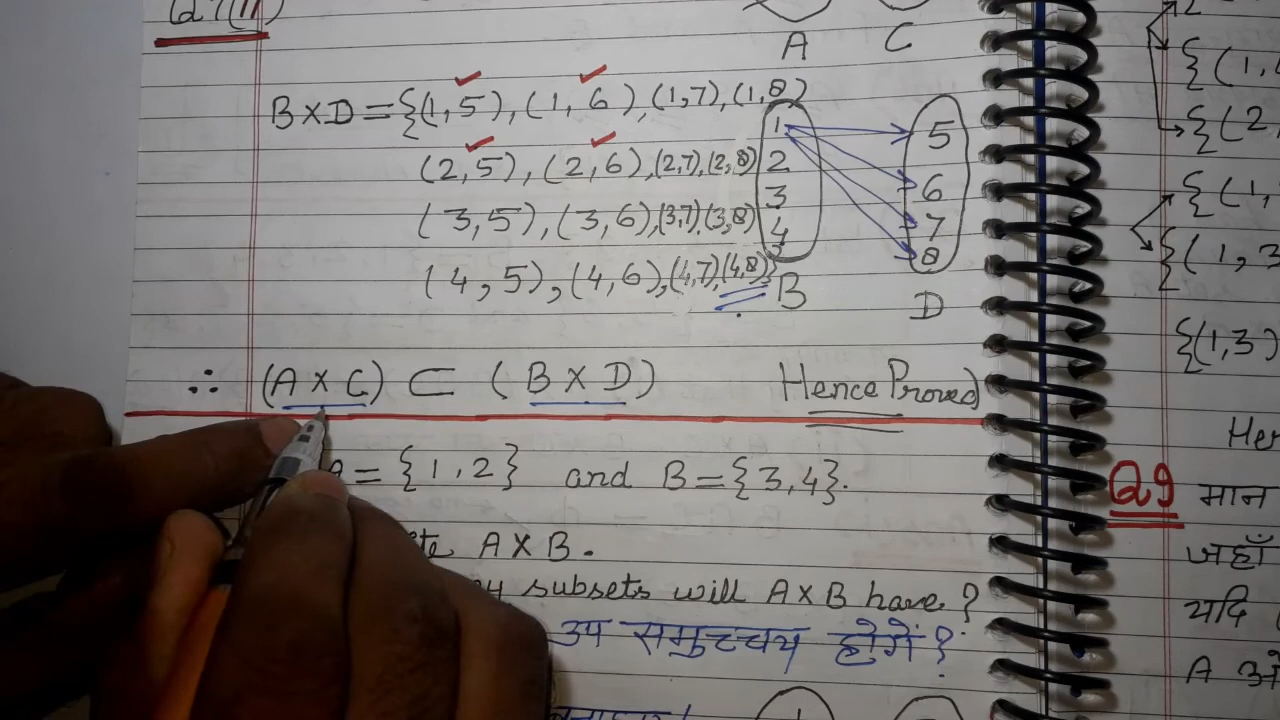 Q7(ii)
A C
B×D = {(1,5), (1,6), (1,7), (1,8)
(2,5), (2,6), (2,7), (2,8)
(3,5), (3,6), (3,7), (3,8)
(4,5), (4,6), (4,7), (4,8)}
1 5
2 6
3 7
4 8
B D
∴ (A×C) ⊂ (B×D) Hence Proved
A = {1,2} and B = {3,4}.
A×B.
subsets will A×B have?
उप समुच्चय होगें?
1
{(1,
{(2,
{(1,
{(1, 3
{(1,3)
Her
Q9 मान
जहाँ
यदि
A